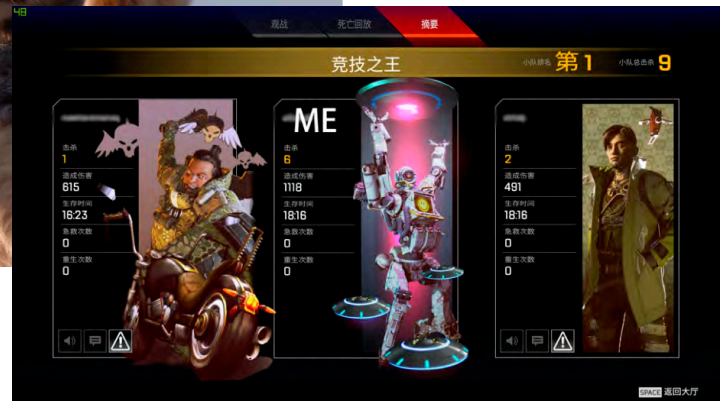 48
观战 死亡回放 摘要
竞技之王
小队排名 第 1 小队总击杀 9
击杀
1
造成伤害
615
生存时间
16:23
急救次数
0
重生次数
0
ME
击杀
6
造成伤害
1118
生存时间
18:16
急救次数
0
重生次数
0
击杀
2
造成伤害
491
生存时间
18:16
急救次数
0
重生次数
0
SPACE 返回大厅